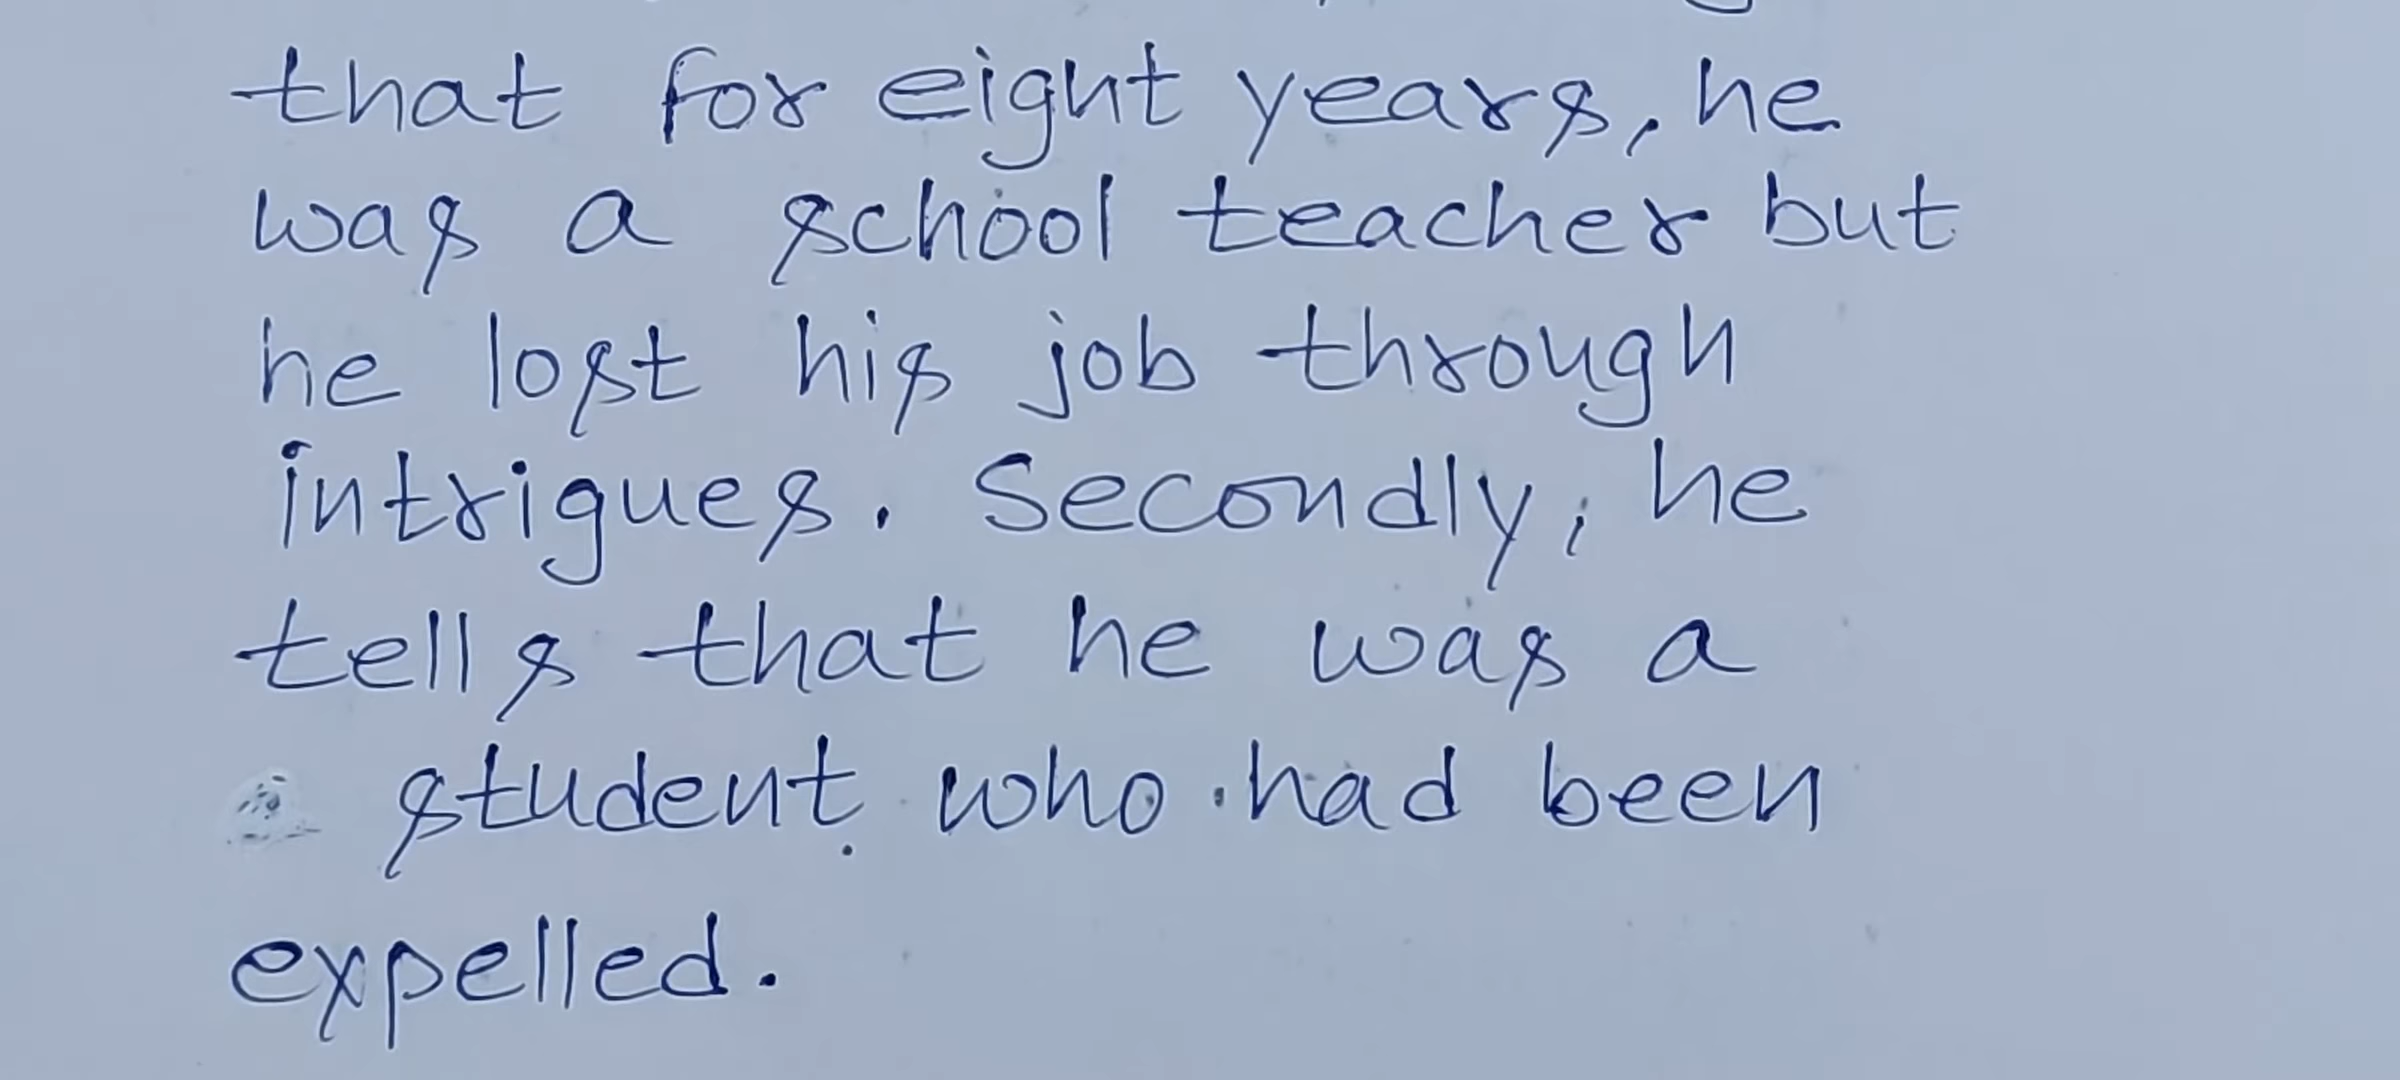 that for eight years, he
was a school teacher but
he lost his job through
intrigues. Secondly, he
tells that he was a
student who had been
expelled.